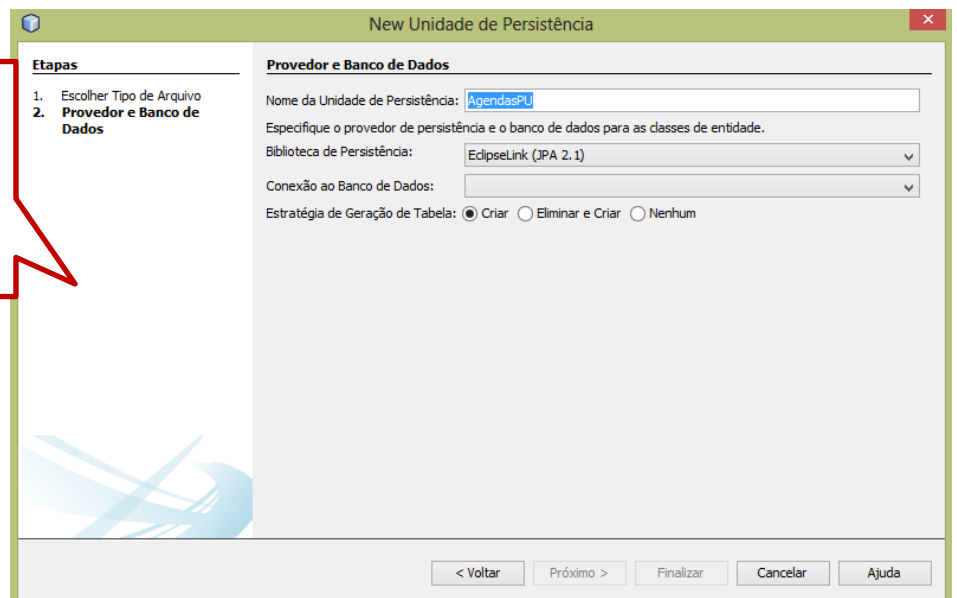 New Unidade de Persistência
Etapas
1. Escolher Tipo de Arquivo
2. Provedor e Banco de
Dados
Provedor e Banco de Dados
Nome da Unidade de Persistência: AgendasPU
Especifique o provedor de persistência e o banco de dados para as classes de entidade.
Biblioteca de Persistência: EclipseLink (JPA 2.1)
Conexão ao Banco de Dados:
Estratégia de Geração de Tabela: Criar Eliminar e Criar Nenhum
< Voltar Próximo > Finalizar Cancelar Ajuda